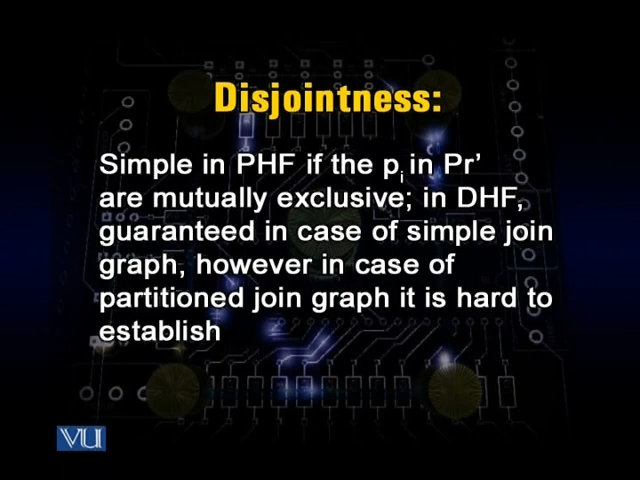 Disjointness:
Simple in PHF if the pi in Pr’
are mutually exclusive; in DHF,
guaranteed in case of simple join
graph, however in case of
partitioned join graph it is hard to
establish
VU